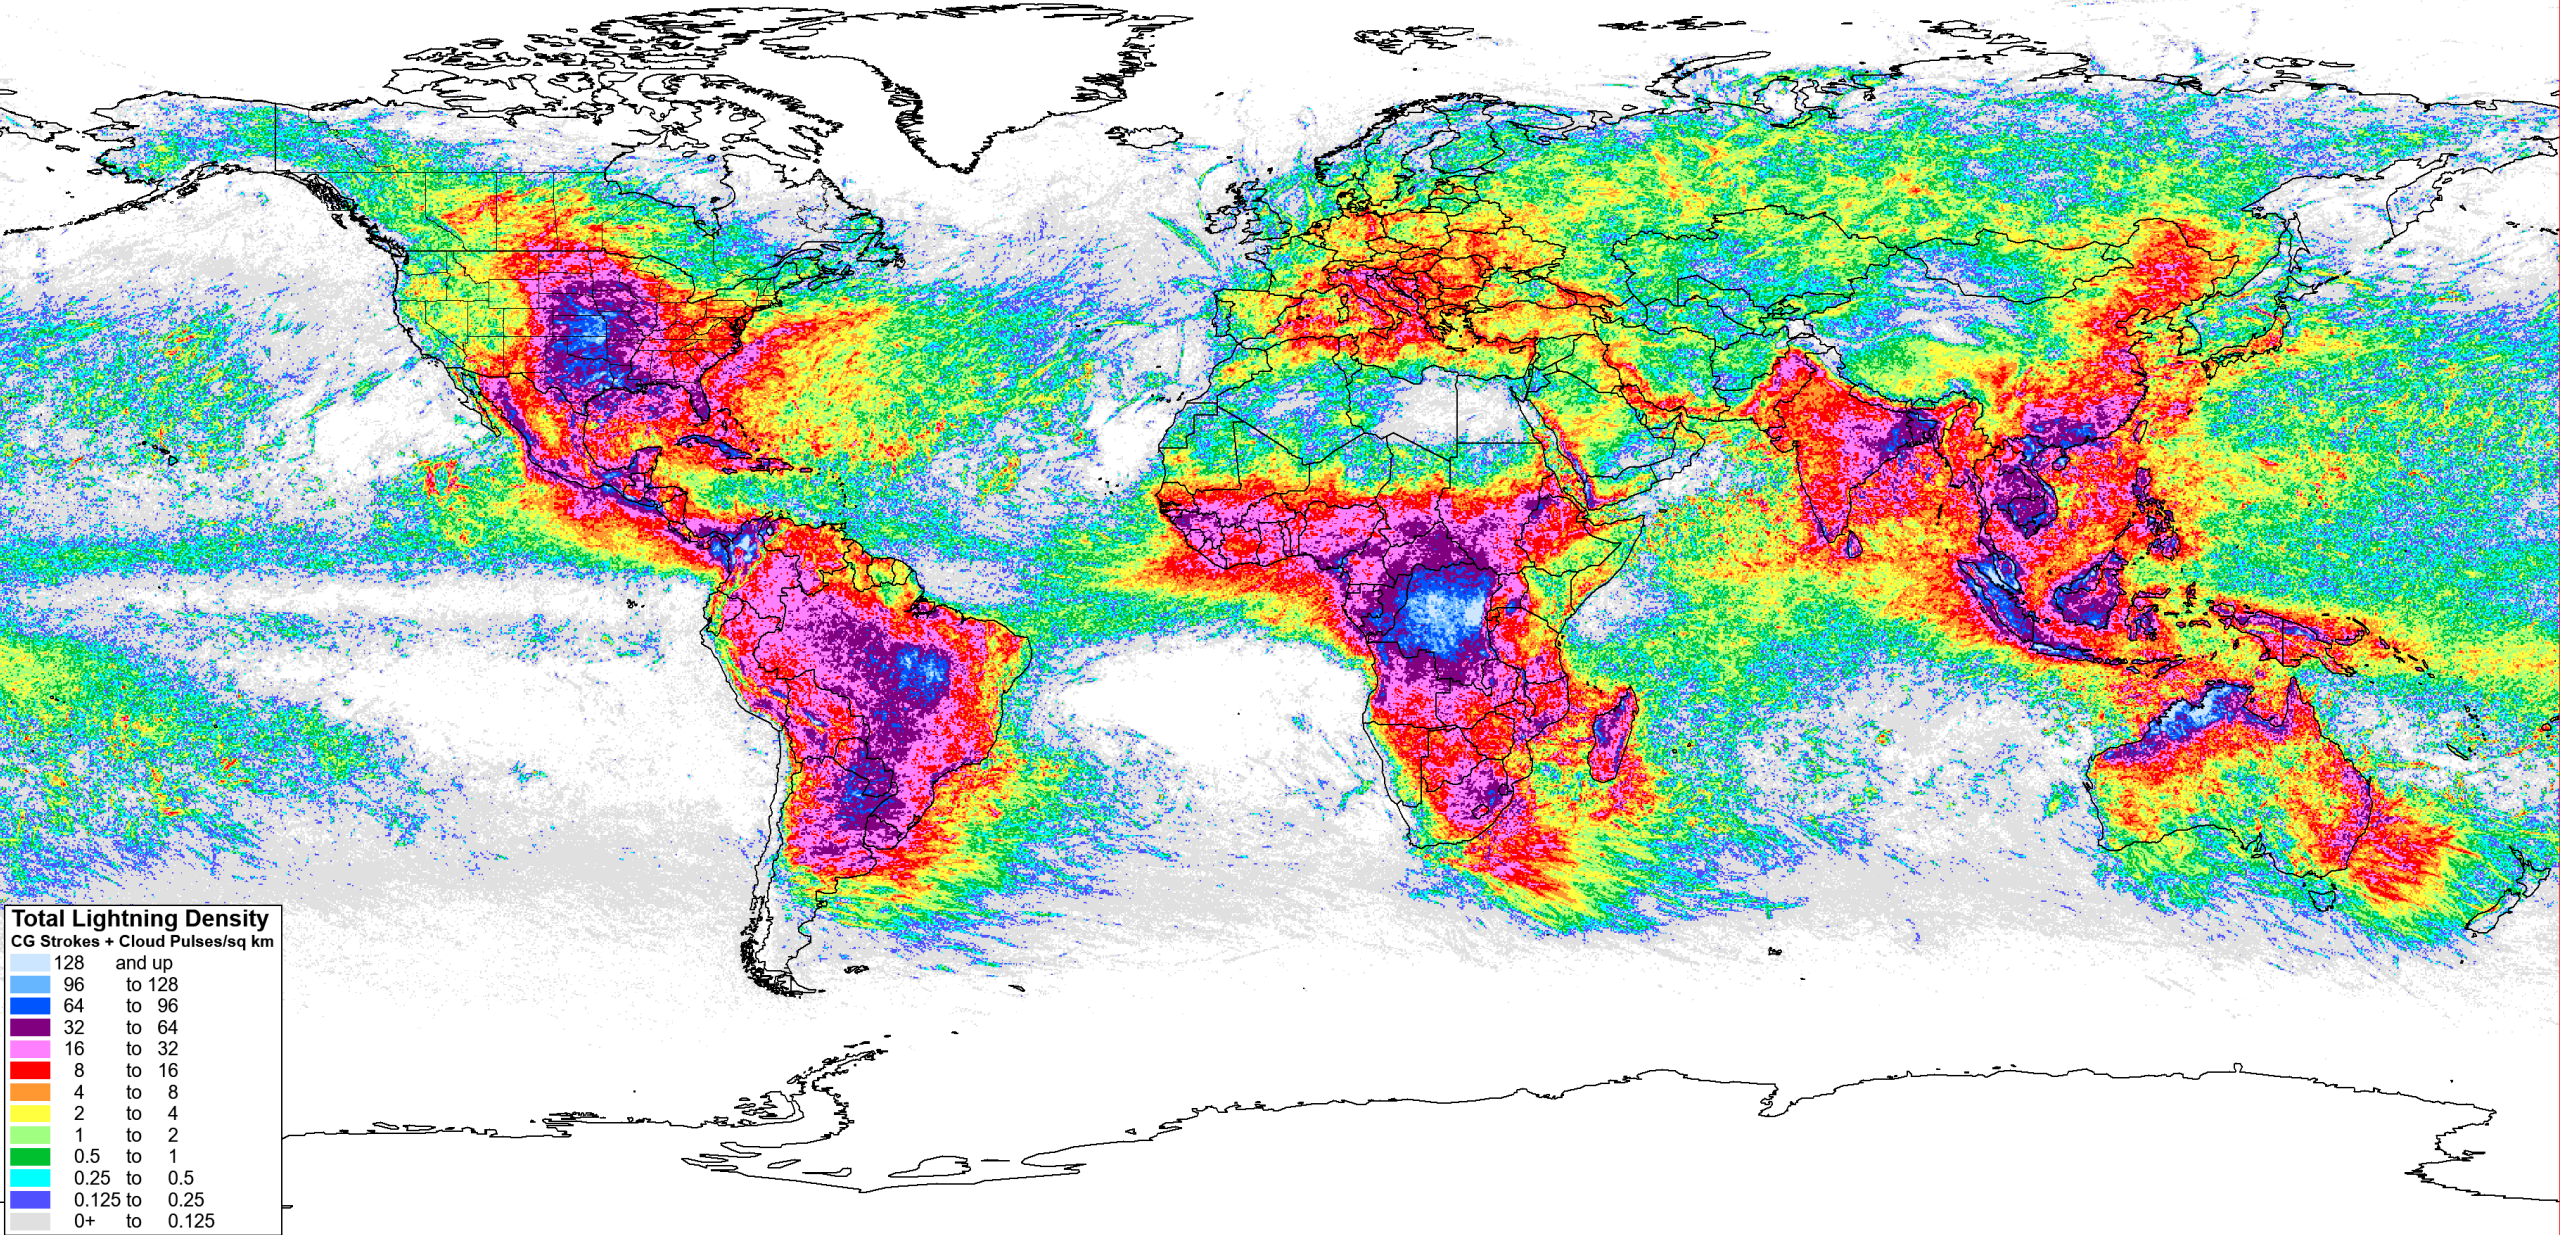 Total Lightning Density
CG Strokes + Cloud Pulses/sq km
128 and up
96 to 128
64 to 96
32 to 64
16 to 32
8 to 16
4 to 8
2 to 4
1 to 2
0.5 to 1
0.25 to 0.5
0.125 to 0.25
0+ to 0.125